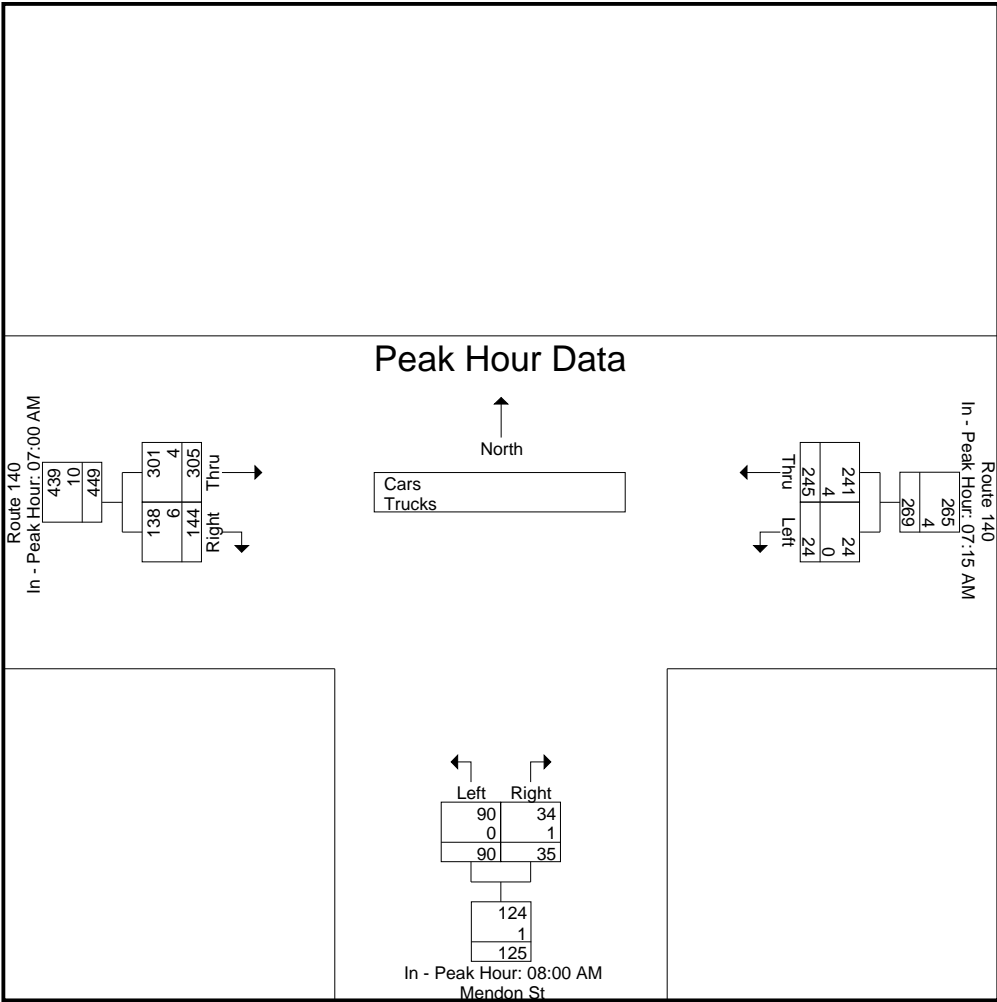 Peak Hour Data
North
Cars
Trucks
Route 140
In - Peak Hour: 07:00 AM
439
10
449
301
4
305
Thru
138
6
144
Right
Route 140
In - Peak Hour: 07:15 AM
265
4
269
241
4
245
Thru
24
0
24
Left
Left Right
90 34
0 1
90 35
124
1
125
In - Peak Hour: 08:00 AM
Mendon St